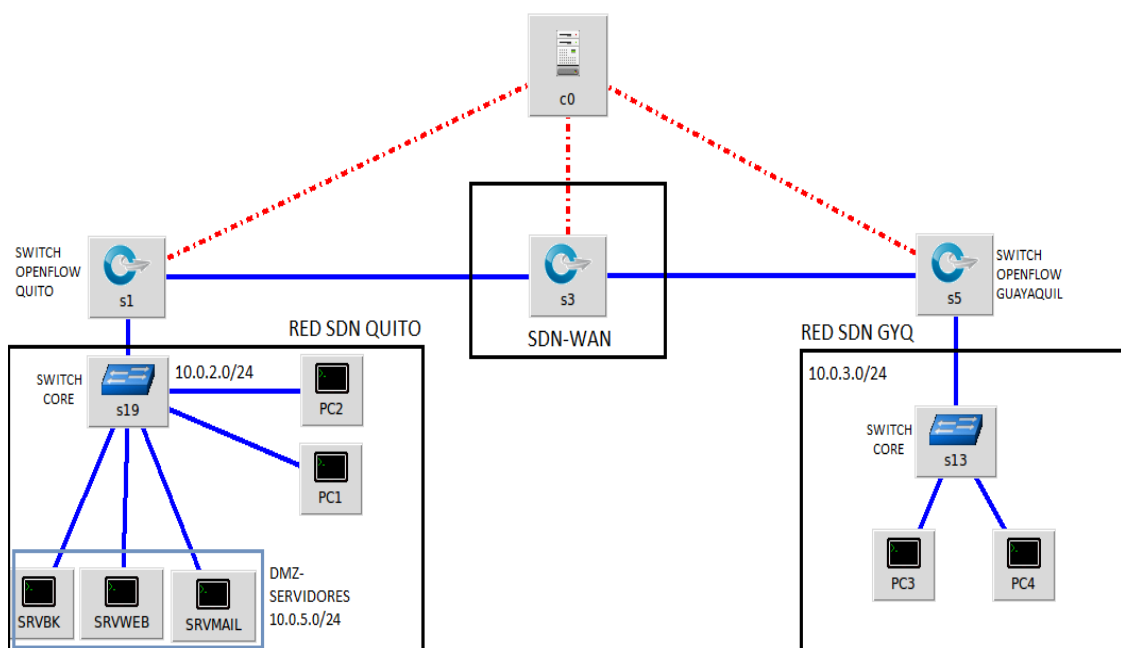 c0
SWITCH
OPENFLOW
QUITO
s1
s3
SDN-WAN
s5
SWITCH
OPENFLOW
GUAYAQUIL
RED SDN QUITO
10.0.2.0/24
SWITCH
CORE
s19
PC2
PC1
SRVBK
SRVWEB
SRVMAIL
DMZ-
SERVIDORES
10.0.5.0/24
RED SDN GYQ
10.0.3.0/24
SWITCH
CORE
s13
PC3
PC4